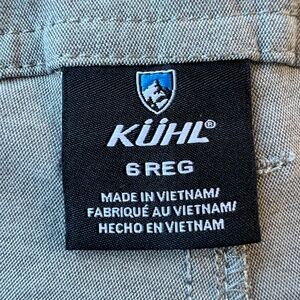 KÜHL®
6 REG
MADE IN VIETNAM/
FABRIQUÉ AU VIETNAM/
HECHO EN VIETNAM